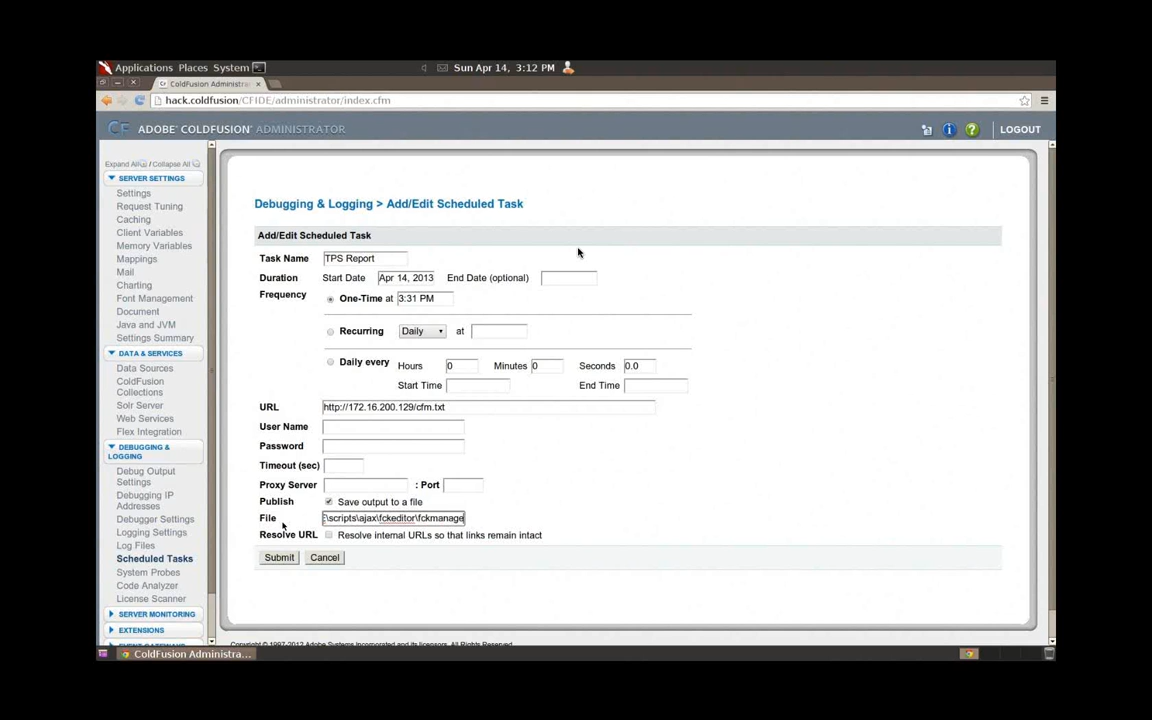 Applications Places System Sun Apr 14, 3:12 PM
ColdFusion Administra
hack.coldfusion/CFIDE/administrator/index.cfm
CF ADOBE® COLDFUSION® ADMINISTRATOR LOGOUT
Expand All / Collapse All
SERVER SETTINGS
Settings
Request Tuning
Caching
Client Variables
Memory Variables
Mappings
Mail
Charting
Font Management
Document
Java and JVM
Settings Summary
DATA & SERVICES
Data Sources
ColdFusion
Collections
Solr Server
Web Services
Flex Integration
DEBUGGING &
LOGGING
Debug Output
Settings
Debugging IP
Addresses
Debugger Settings
Logging Settings
Log Files
Scheduled Tasks
System Probes
Code Analyzer
License Scanner
SERVER MONITORING
EXTENSIONS
Debugging & Logging > Add/Edit Scheduled Task
Add/Edit Scheduled Task
Task Name TPS Report
Duration Start Date Apr 14, 2013 End Date (optional)
Frequency One-Time at 3:31 PM
Recurring Daily at
Daily every Hours 0 Minutes 0 Seconds 0.0
Start Time End Time
URL http://172.16.200.129/cfm.txt
User Name
Password
Timeout (sec)
Proxy Server : Port
Publish Save output to a file
File \scripts\ajax\fckeditor\fckmanage
Resolve URL Resolve internal URLs so that links remain intact
Submit Cancel
Copyright © 1997-2012 Adobe Systems Incorporated and its licensors. All Rights Reserved.
ColdFusion Administra...